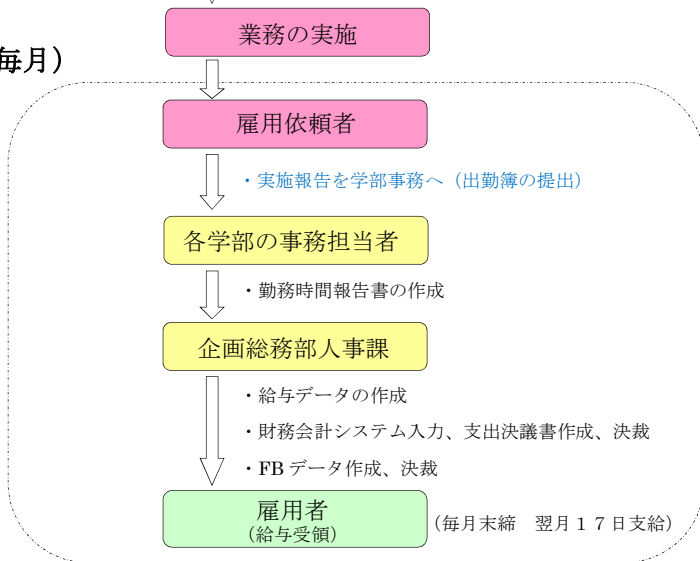 業務の実施
毎月）
雇用依頼者
・実施報告を学部事務へ（出勤簿の提出）
各学部の事務担当者
・勤務時間報告書の作成
企画総務部人事課
・給与データの作成
・財務会計システム入力、支出決議書作成、決裁
・FBデータ作成、決裁
雇用者
（給与受領）
（毎月末締　翌月１７日支給）